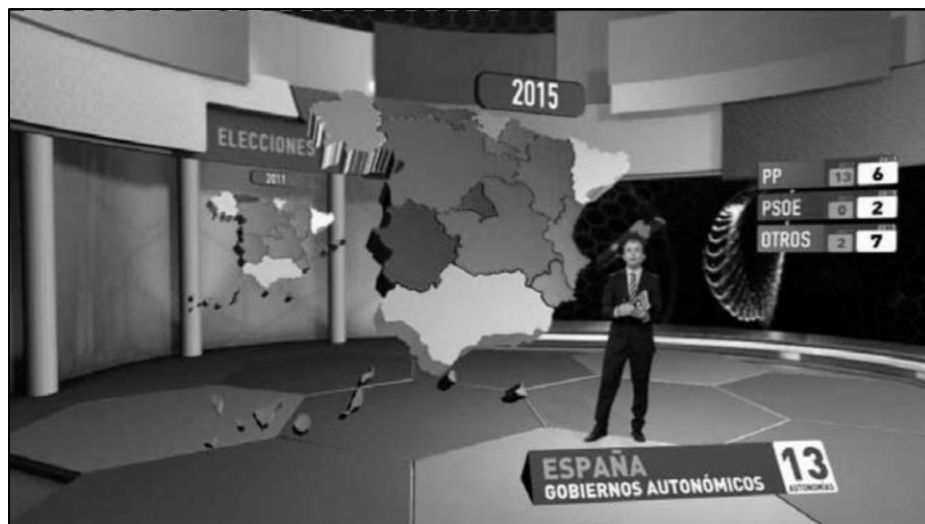 2015
ELECCIONES
2011
PP 13 6
PSOE 0 2
OTROS 2 7
ESPAÑA
GOBIERNOS AUTONÓMICOS
13
AUTONOMÍAS